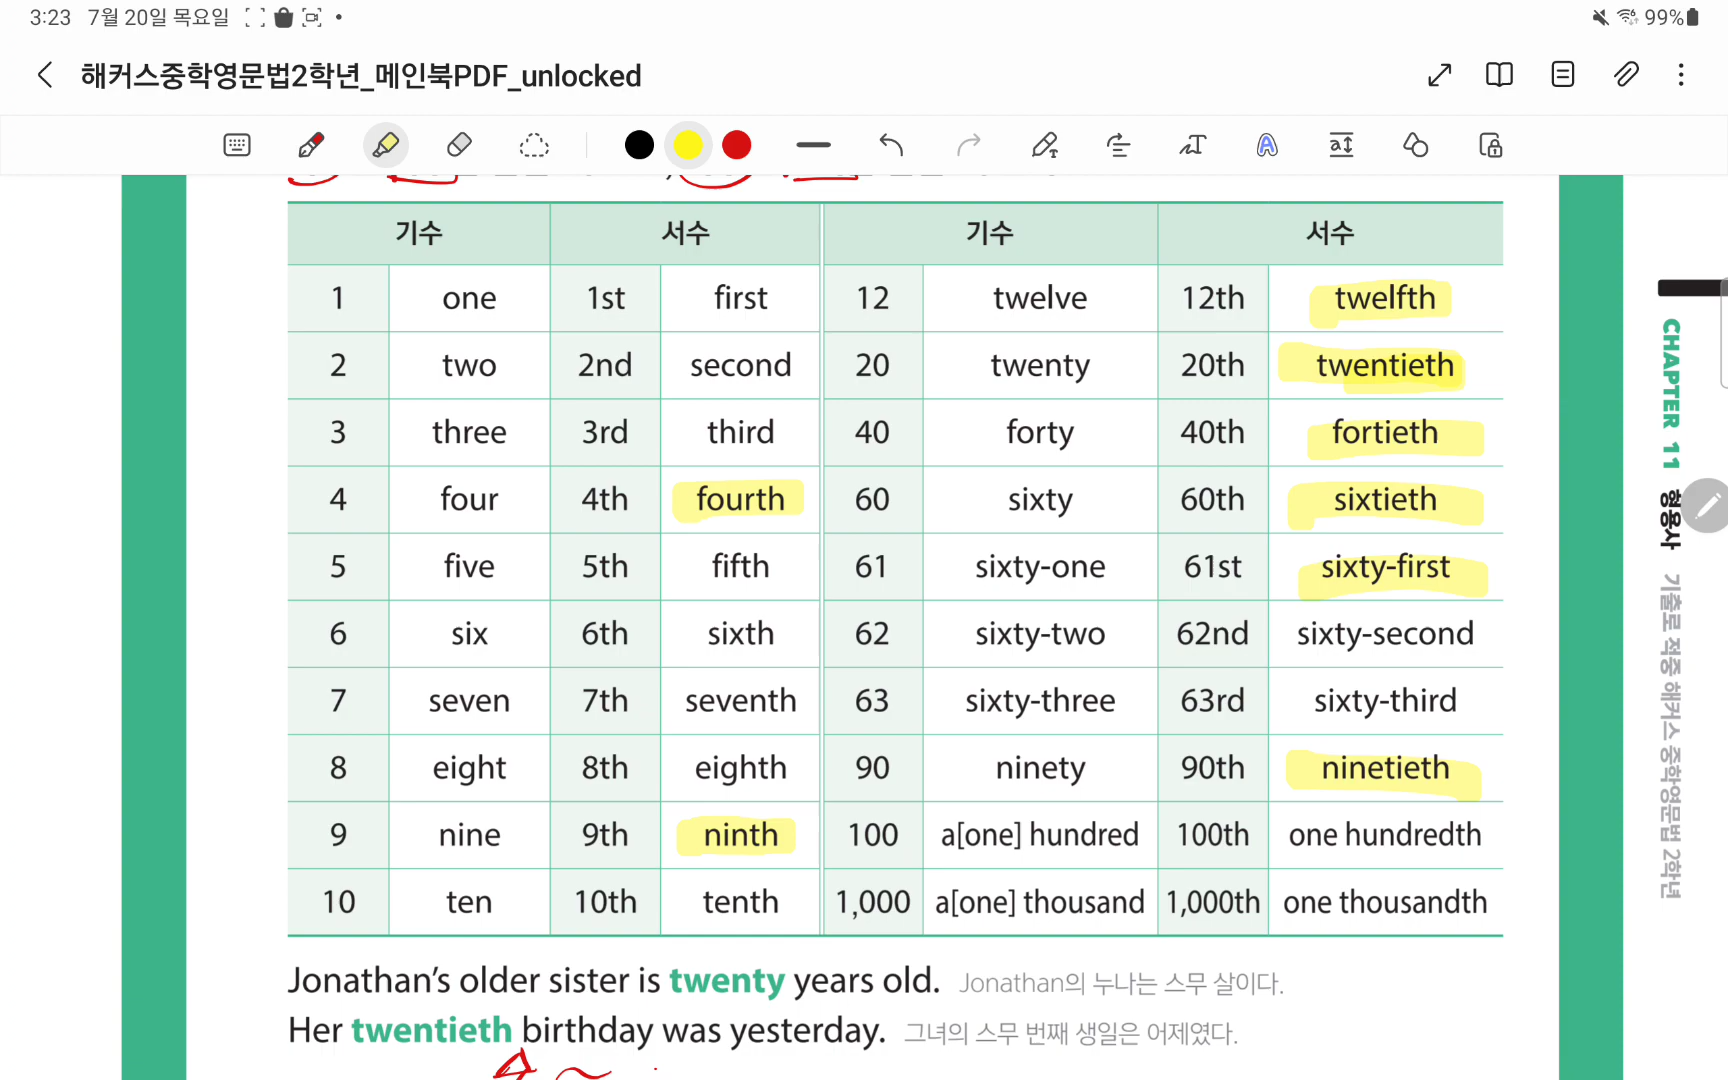 3:23 7월 20일 목요일
99%
해커스중학영문법2학년_메인북PDF_unlocked
기수 서수 기수 서수
1 one 1st first 12 twelve 12th twelfth
2 two 2nd second 20 twenty 20th twentieth
3 three 3rd third 40 forty 40th fortieth
4 four 4th fourth 60 sixty 60th sixtieth
5 five 5th fifth 61 sixty-one 61st sixty-first
6 six 6th sixth 62 sixty-two 62nd sixty-second
7 seven 7th seventh 63 sixty-three 63rd sixty-third
8 eight 8th eighth 90 ninety 90th ninetieth
9 nine 9th ninth 100 a[one] hundred 100th one hundredth
10 ten 10th tenth 1,000 a[one] thousand 1,000th one thousandth
Jonathan's older sister is twenty years old. Jonathan의 누나는 스무 살이다.
Her twentieth birthday was yesterday. 그녀의 스무 번째 생일은 어제였다.
CHAPTER 11 형용사 기출로 적중 해커스 중학영문법 2학년